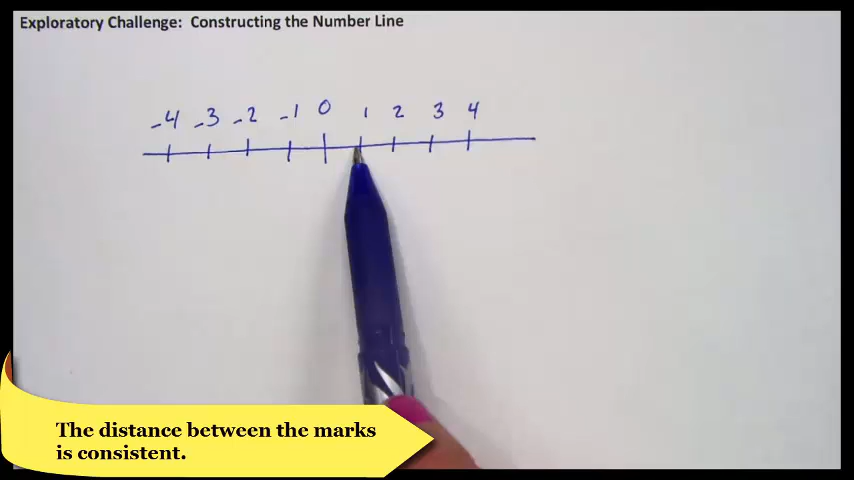 Exploratory Challenge: Constructing the Number Line
-4 -3 -2 -1 0 1 2 3 4
The distance between the marks
is consistent.